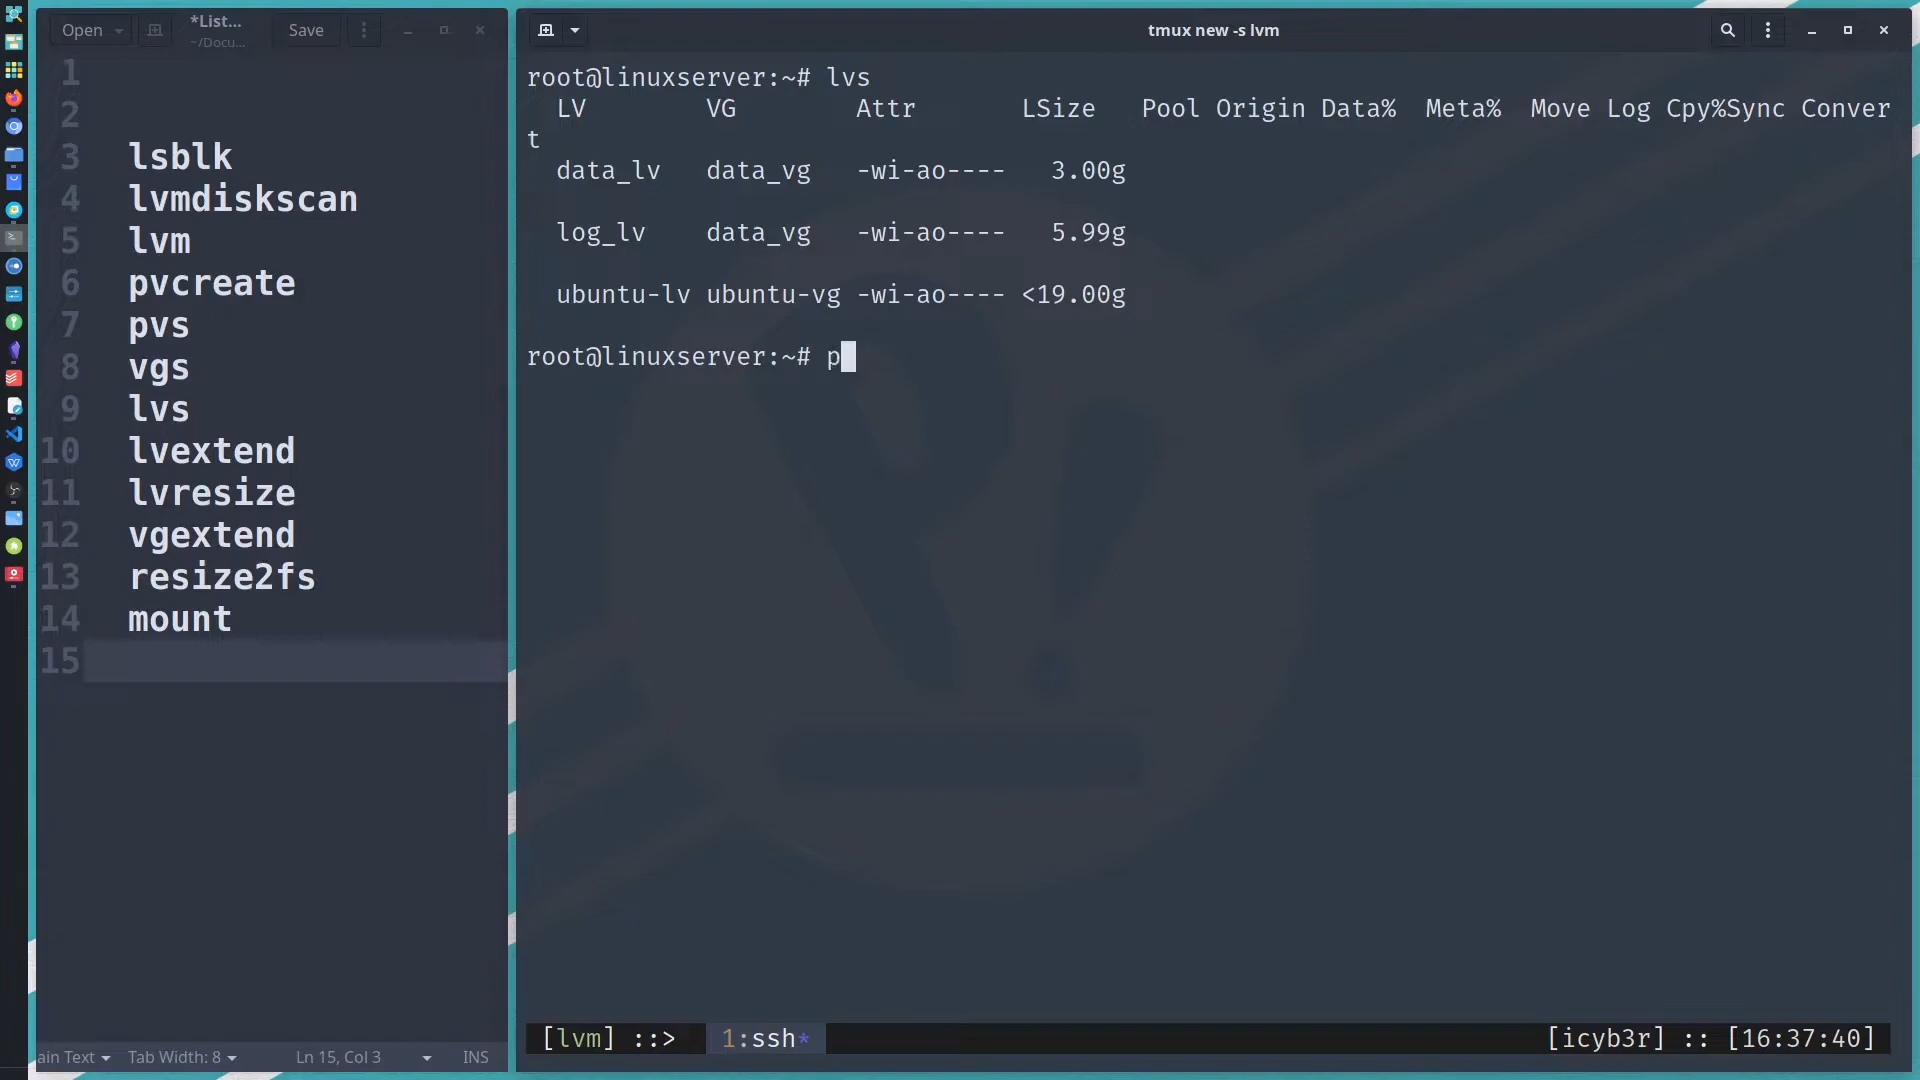 Open
*List...
~/Docu...
Save
1
2
3 lsblk
4 lvmdiskscan
5 lvm
6 pvcreate
7 pvs
8 vgs
9 lvs
10 lvextend
11 lvresize
12 vgextend
13 resize2fs
14 mount
15
ain Text
Tab Width: 8
Ln 15, Col 3
INS
tmux new -s lvm
root@linuxserver:~# lvs
LV VG Attr LSize Pool Origin Data% Meta% Move Log Cpy%Sync Conver
t
data_lv data_vg -wi-ao---- 3.00g
log_lv data_vg -wi-ao---- 5.99g
ubuntu-lv ubuntu-vg -wi-ao---- <19.00g
root@linuxserver:~# p
[lvm] ::> 1:ssh* [icyb3r] :: [16:37:40]